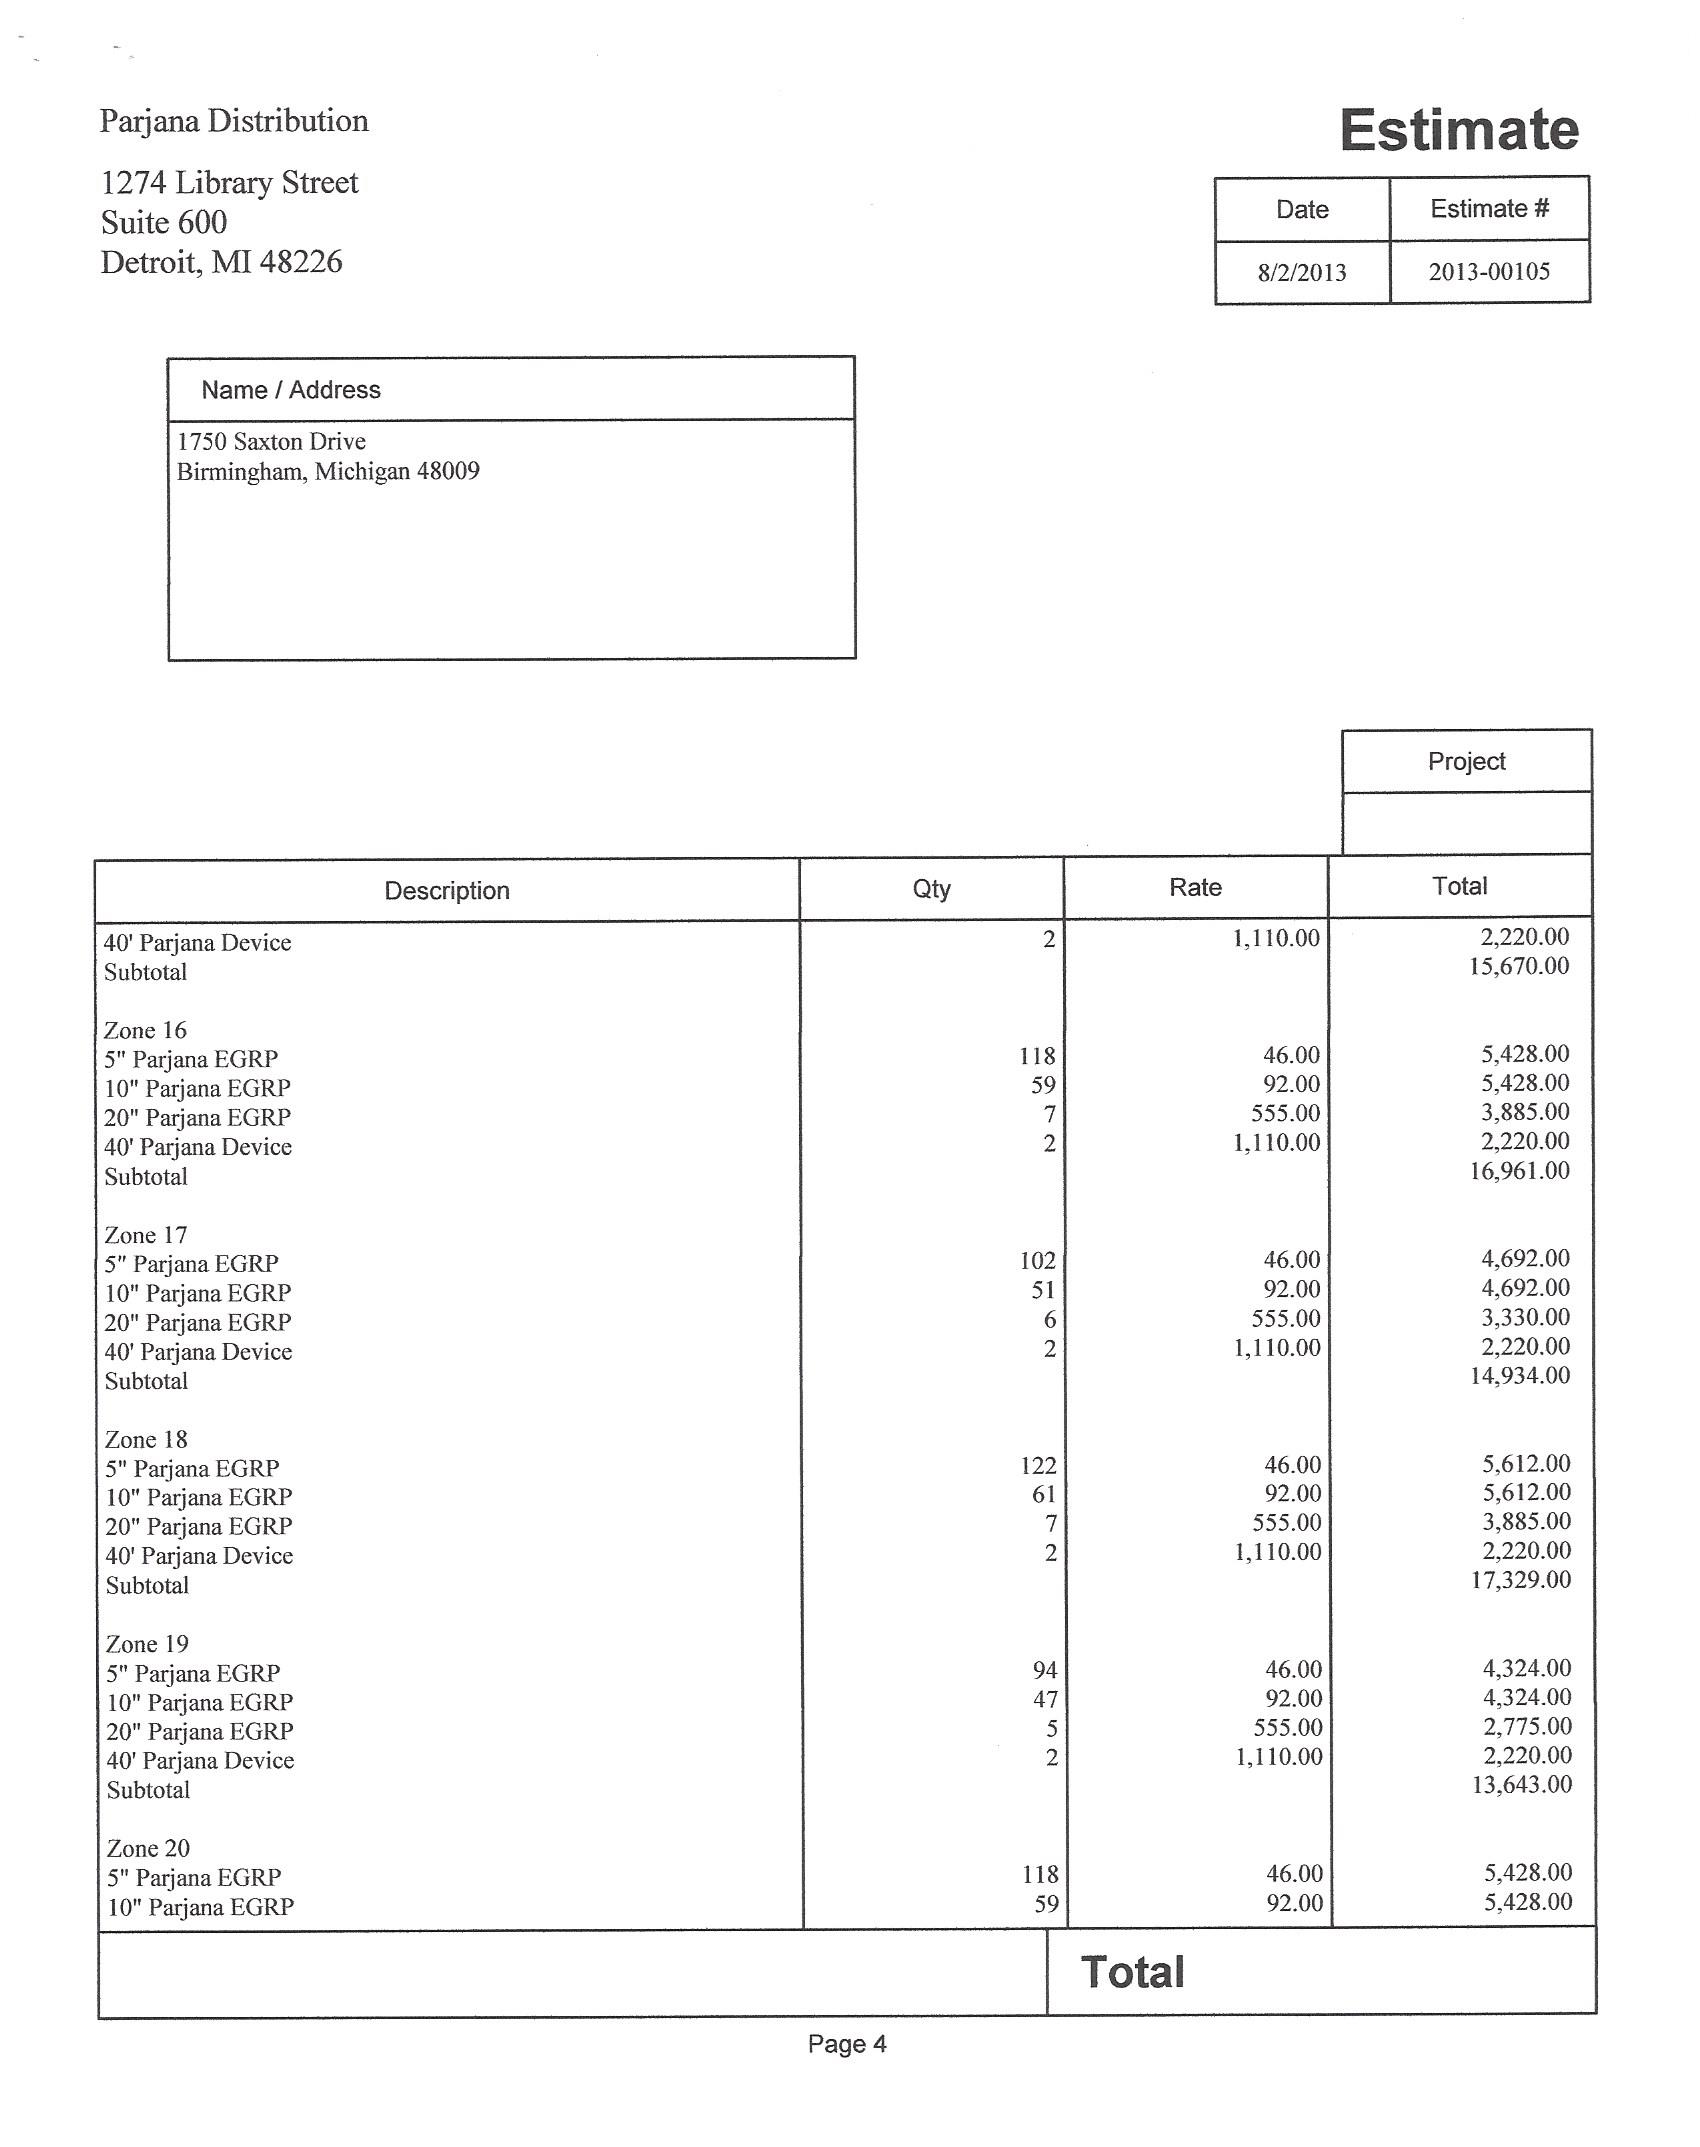 Parjana Distribution
1274 Library Street
Suite 600
Detroit, MI 48226
Estimate
Date Estimate #
8/2/2013 2013-00105
Name / Address
1750 Saxton Drive
Birmingham, Michigan 48009
Project
Description Qty Rate Total
40' Parjana Device 2 1,110.00 2,220.00
Subtotal 15,670.00
Zone 16
5" Parjana EGRP 118 46.00 5,428.00
10" Parjana EGRP 59 92.00 5,428.00
20" Parjana EGRP 7 555.00 3,885.00
40' Parjana Device 2 1,110.00 2,220.00
Subtotal 16,961.00
Zone 17
5" Parjana EGRP 102 46.00 4,692.00
10" Parjana EGRP 51 92.00 4,692.00
20" Parjana EGRP 6 555.00 3,330.00
40' Parjana Device 2 1,110.00 2,220.00
Subtotal 14,934.00
Zone 18
5" Parjana EGRP 122 46.00 5,612.00
10" Parjana EGRP 61 92.00 5,612.00
20" Parjana EGRP 7 555.00 3,885.00
40' Parjana Device 2 1,110.00 2,220.00
Subtotal 17,329.00
Zone 19
5" Parjana EGRP 94 46.00 4,324.00
10" Parjana EGRP 47 92.00 4,324.00
20" Parjana EGRP 5 555.00 2,775.00
40' Parjana Device 2 1,110.00 2,220.00
Subtotal 13,643.00
Zone 20
5" Parjana EGRP 118 46.00 5,428.00
10" Parjana EGRP 59 92.00 5,428.00
Total
Page 4